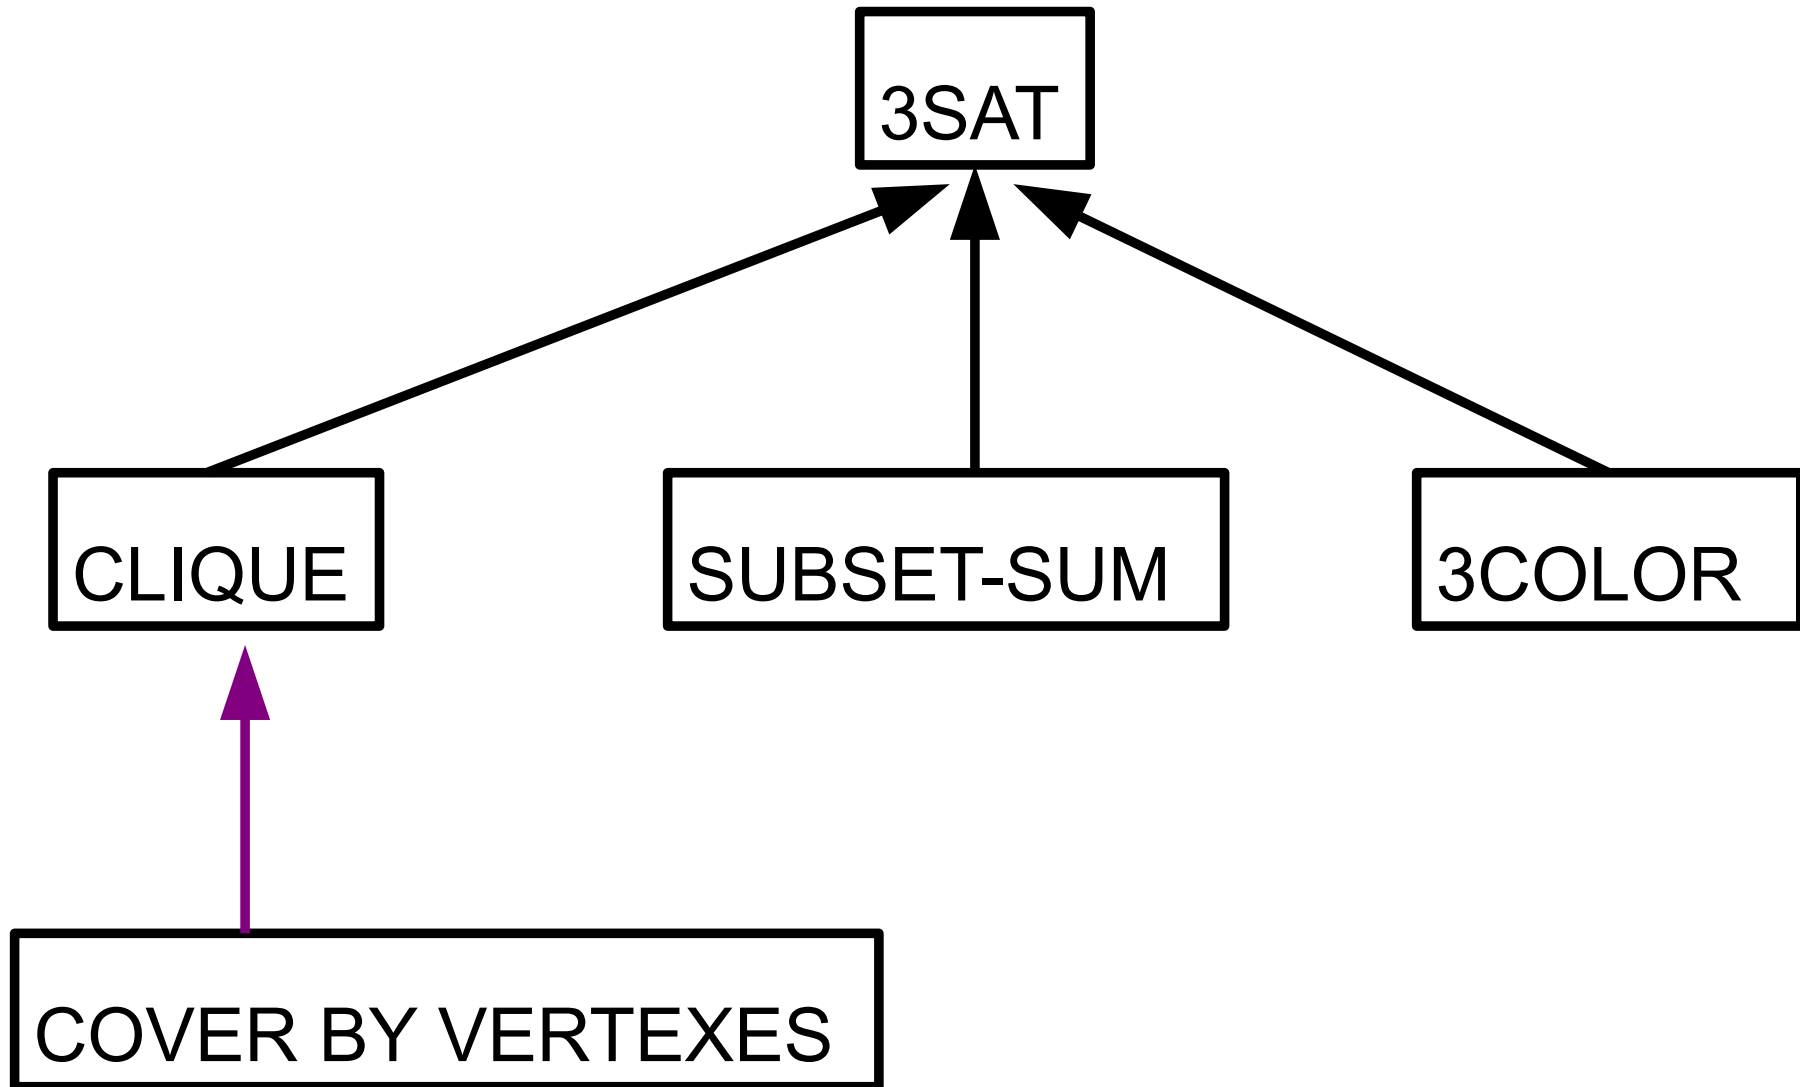 3SAT
CLIQUE
SUBSET-SUM
3COLOR
COVER BY VERTEXES